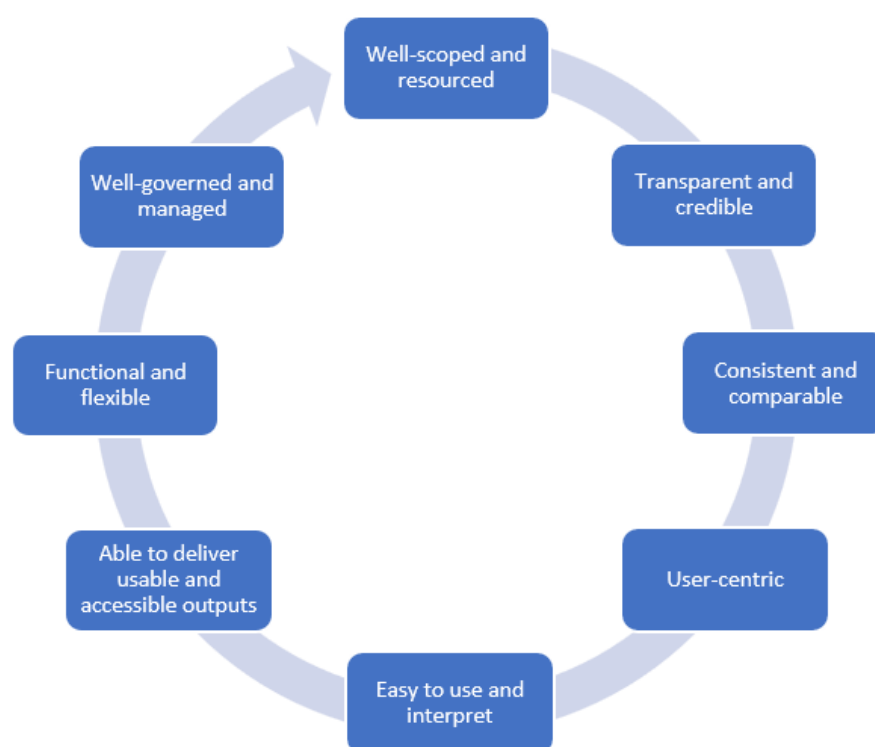 Well-scoped and
resourced
Transparent and
credible
Consistent and
comparable
User-centric
Easy to use and
interpret
Able to deliver
usable and
accessible outputs
Functional and
flexible
Well-governed and
managed